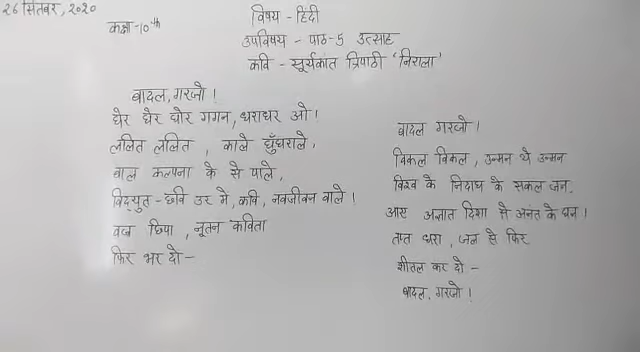 26 सितंबर, 2020
कक्षा-10th
विषय - हिंदी
उपविषय - पाठ-5 उत्साह
कवि - सूर्यकांत त्रिपाठी 'निराला'
बादल, गरजो !
घेर घेर घोर गगन, धराधर ओ !
ललित ललित, काले घुँघराले,
बाल कल्पना के से पाले,
विद्युत-छवि उर में, कवि, नवजीवन वाले !
वज्र छिपा, नूतन कविता
फिर भर दो -
बादल गरजो !
विकल विकल, उन्मन थे उन्मन
विश्व के निदाघ के सकल जन,
आए अज्ञात दिशा से अनंत के घन !
तप्त धरा, जल से फिर
शीतल कर दो -
बादल, गरजो !